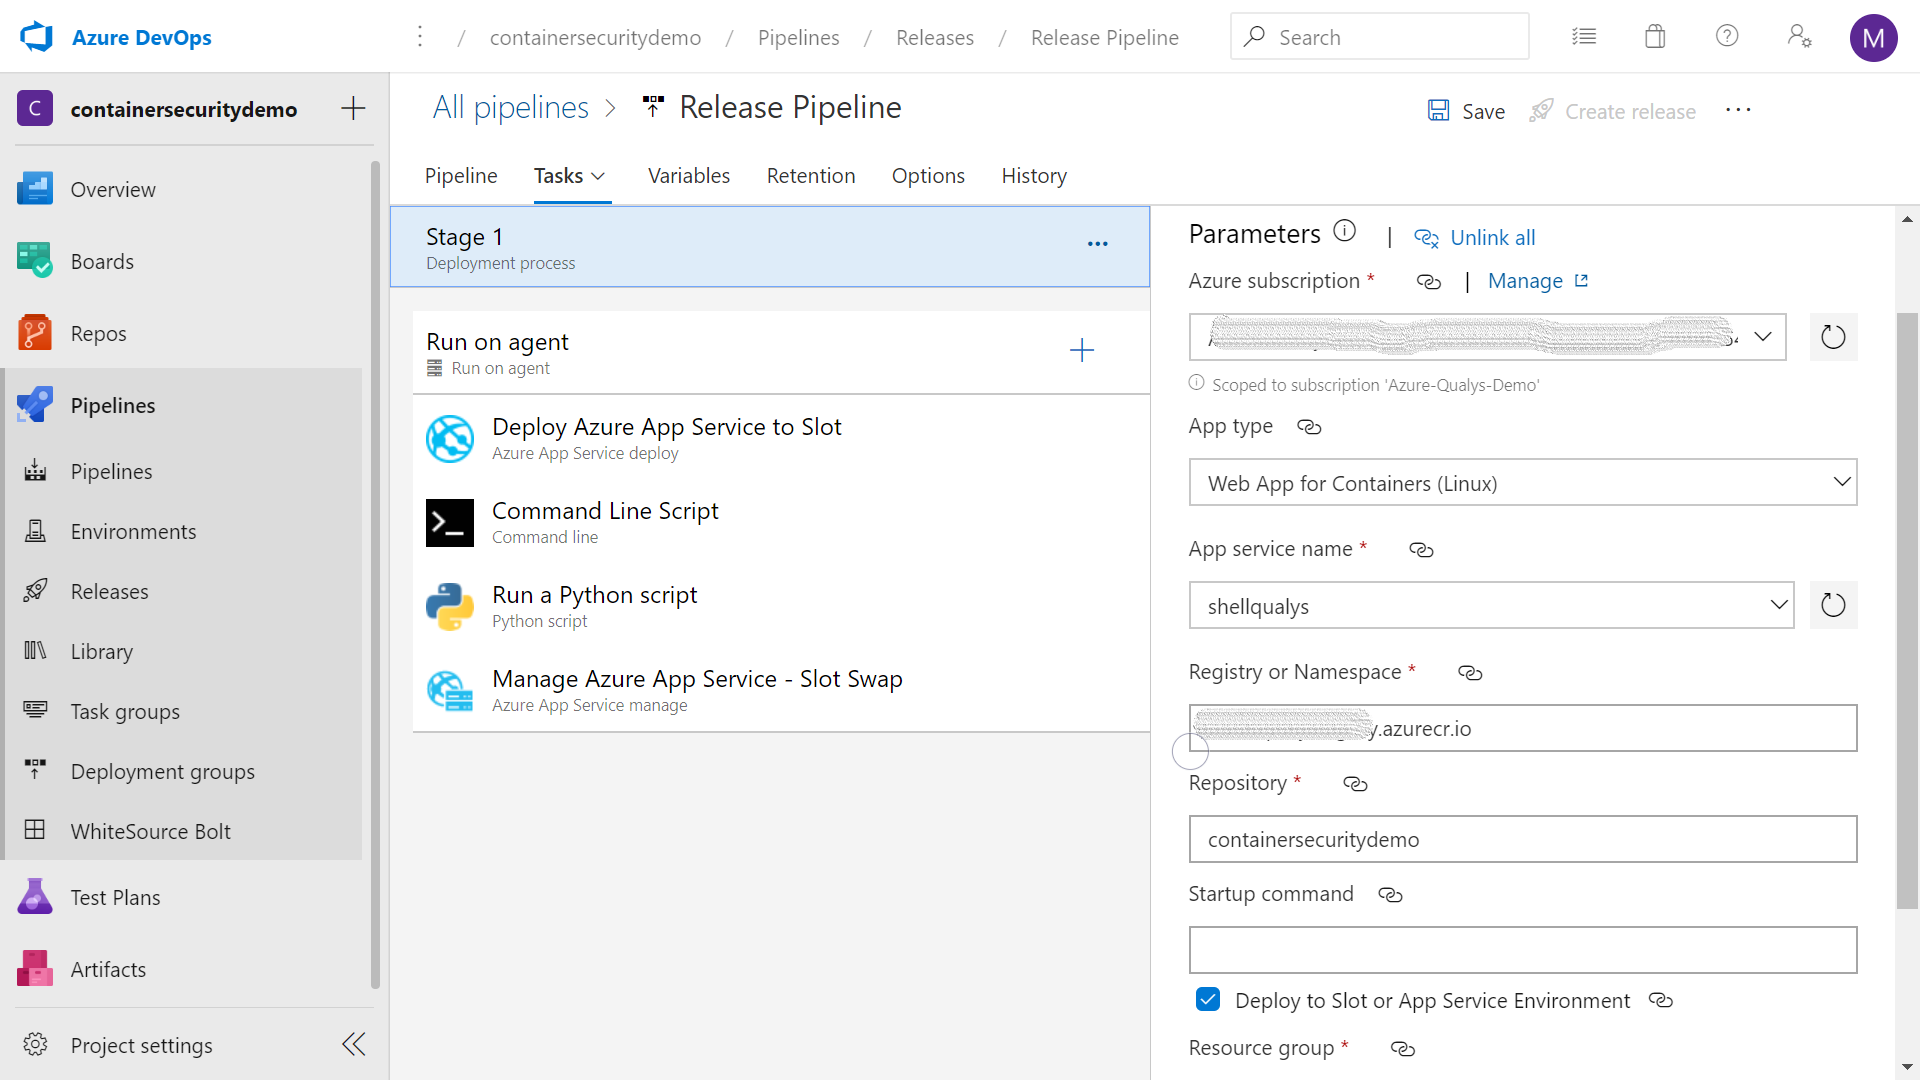 Azure DevOps
/ containersecuritydemo / Pipelines / Releases / Release Pipeline
Search
M
C containersecuritydemo
Overview
Boards
Repos
Pipelines
Pipelines
Environments
Releases
Library
Task groups
Deployment groups
WhiteSource Bolt
Test Plans
Artifacts
Project settings
All pipelines > Release Pipeline
Save
Create release
Pipeline Tasks Variables Retention Options History
Stage 1
Deployment process
Run on agent
Run on agent
Deploy Azure App Service to Slot
Azure App Service deploy
Command Line Script
Command line
Run a Python script
Python script
Manage Azure App Service - Slot Swap
Azure App Service manage
Parameters | Unlink all
Azure subscription * | Manage
Scoped to subscription 'Azure-Qualys-Demo'
App type
Web App for Containers (Linux)
App service name *
shellqualys
Registry or Namespace *
y.azurecr.io
Repository *
containersecuritydemo
Startup command
Deploy to Slot or App Service Environment
Resource group *